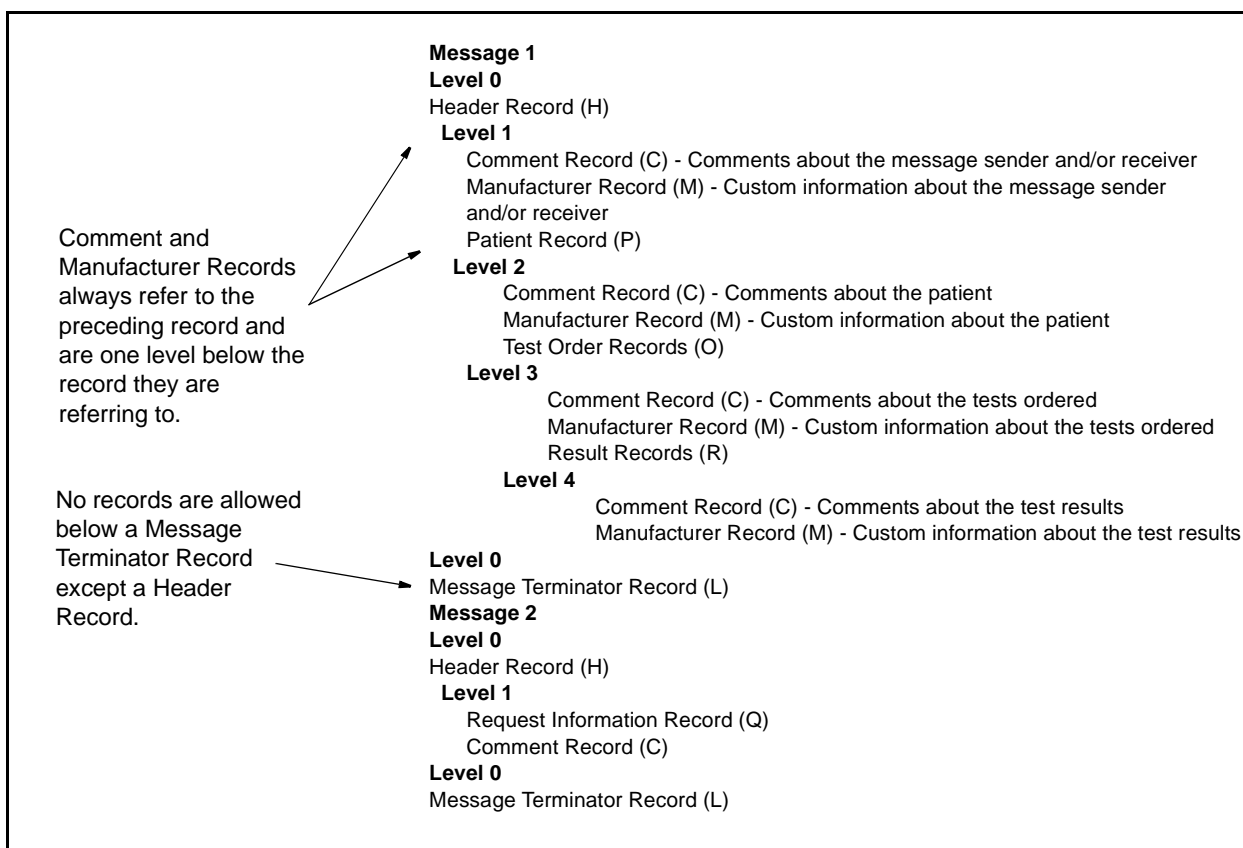 Message 1
Level 0
Header Record (H)
Level 1
Comment Record (C) - Comments about the message sender and/or receiver
Manufacturer Record (M) - Custom information about the message sender
and/or receiver
Patient Record (P)
Level 2
Comment Record (C) - Comments about the patient
Manufacturer Record (M) - Custom information about the patient
Test Order Records (O)
Level 3
Comment Record (C) - Comments about the tests ordered
Manufacturer Record (M) - Custom information about the tests ordered
Result Records (R)
Level 4
Comment Record (C) - Comments about the test results
Manufacturer Record (M) - Custom information about the test results
Level 0
Message Terminator Record (L)
Message 2
Level 0
Header Record (H)
Level 1
Request Information Record (Q)
Comment Record (C)
Level 0
Message Terminator Record (L)
Comment and
Manufacturer Records
always refer to the
preceding record and
are one level below the
record they are
referring to.
No records are allowed
below a Message
Terminator Record
except a Header
Record.